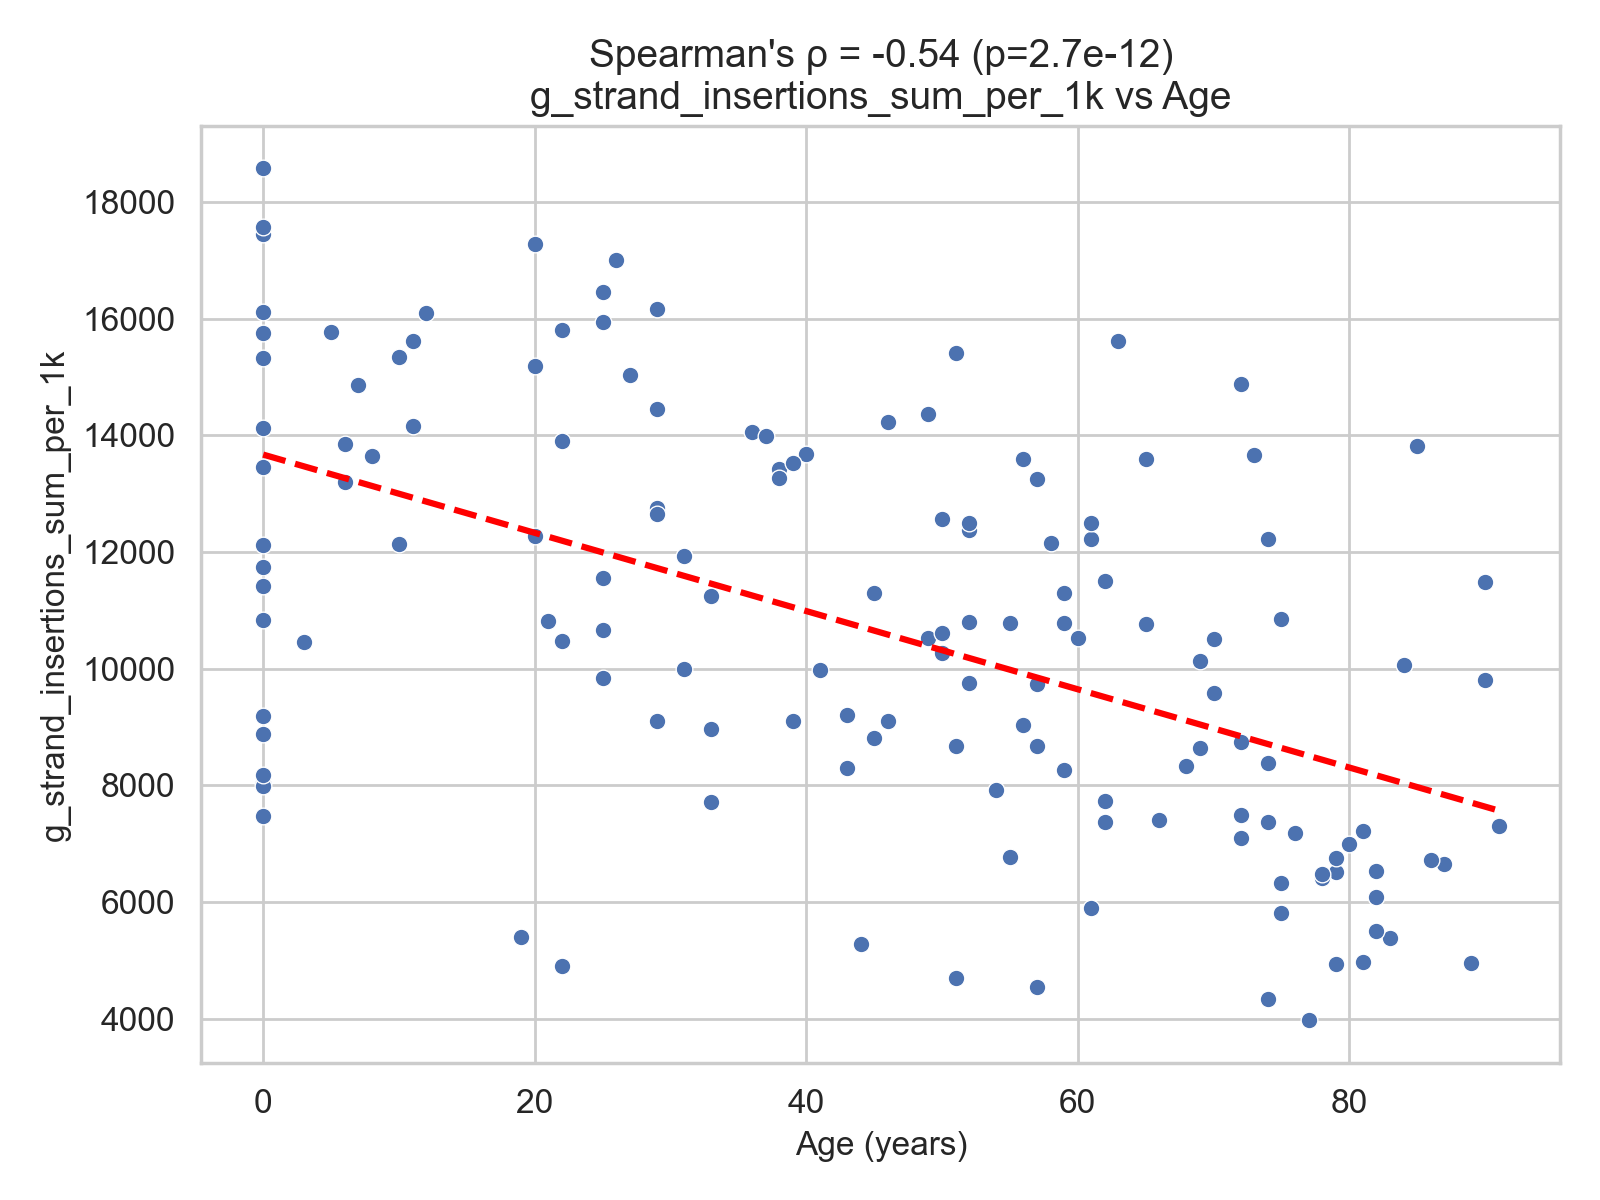 Spearman's ρ = -0.54 (p=2.7e-12)
g_strand_insertions_sum_per_1k vs Age
g_strand_insertions_sum_per_1k
18000
16000
14000
12000
10000
8000
6000
4000
0 20 40 60 80
Age (years)